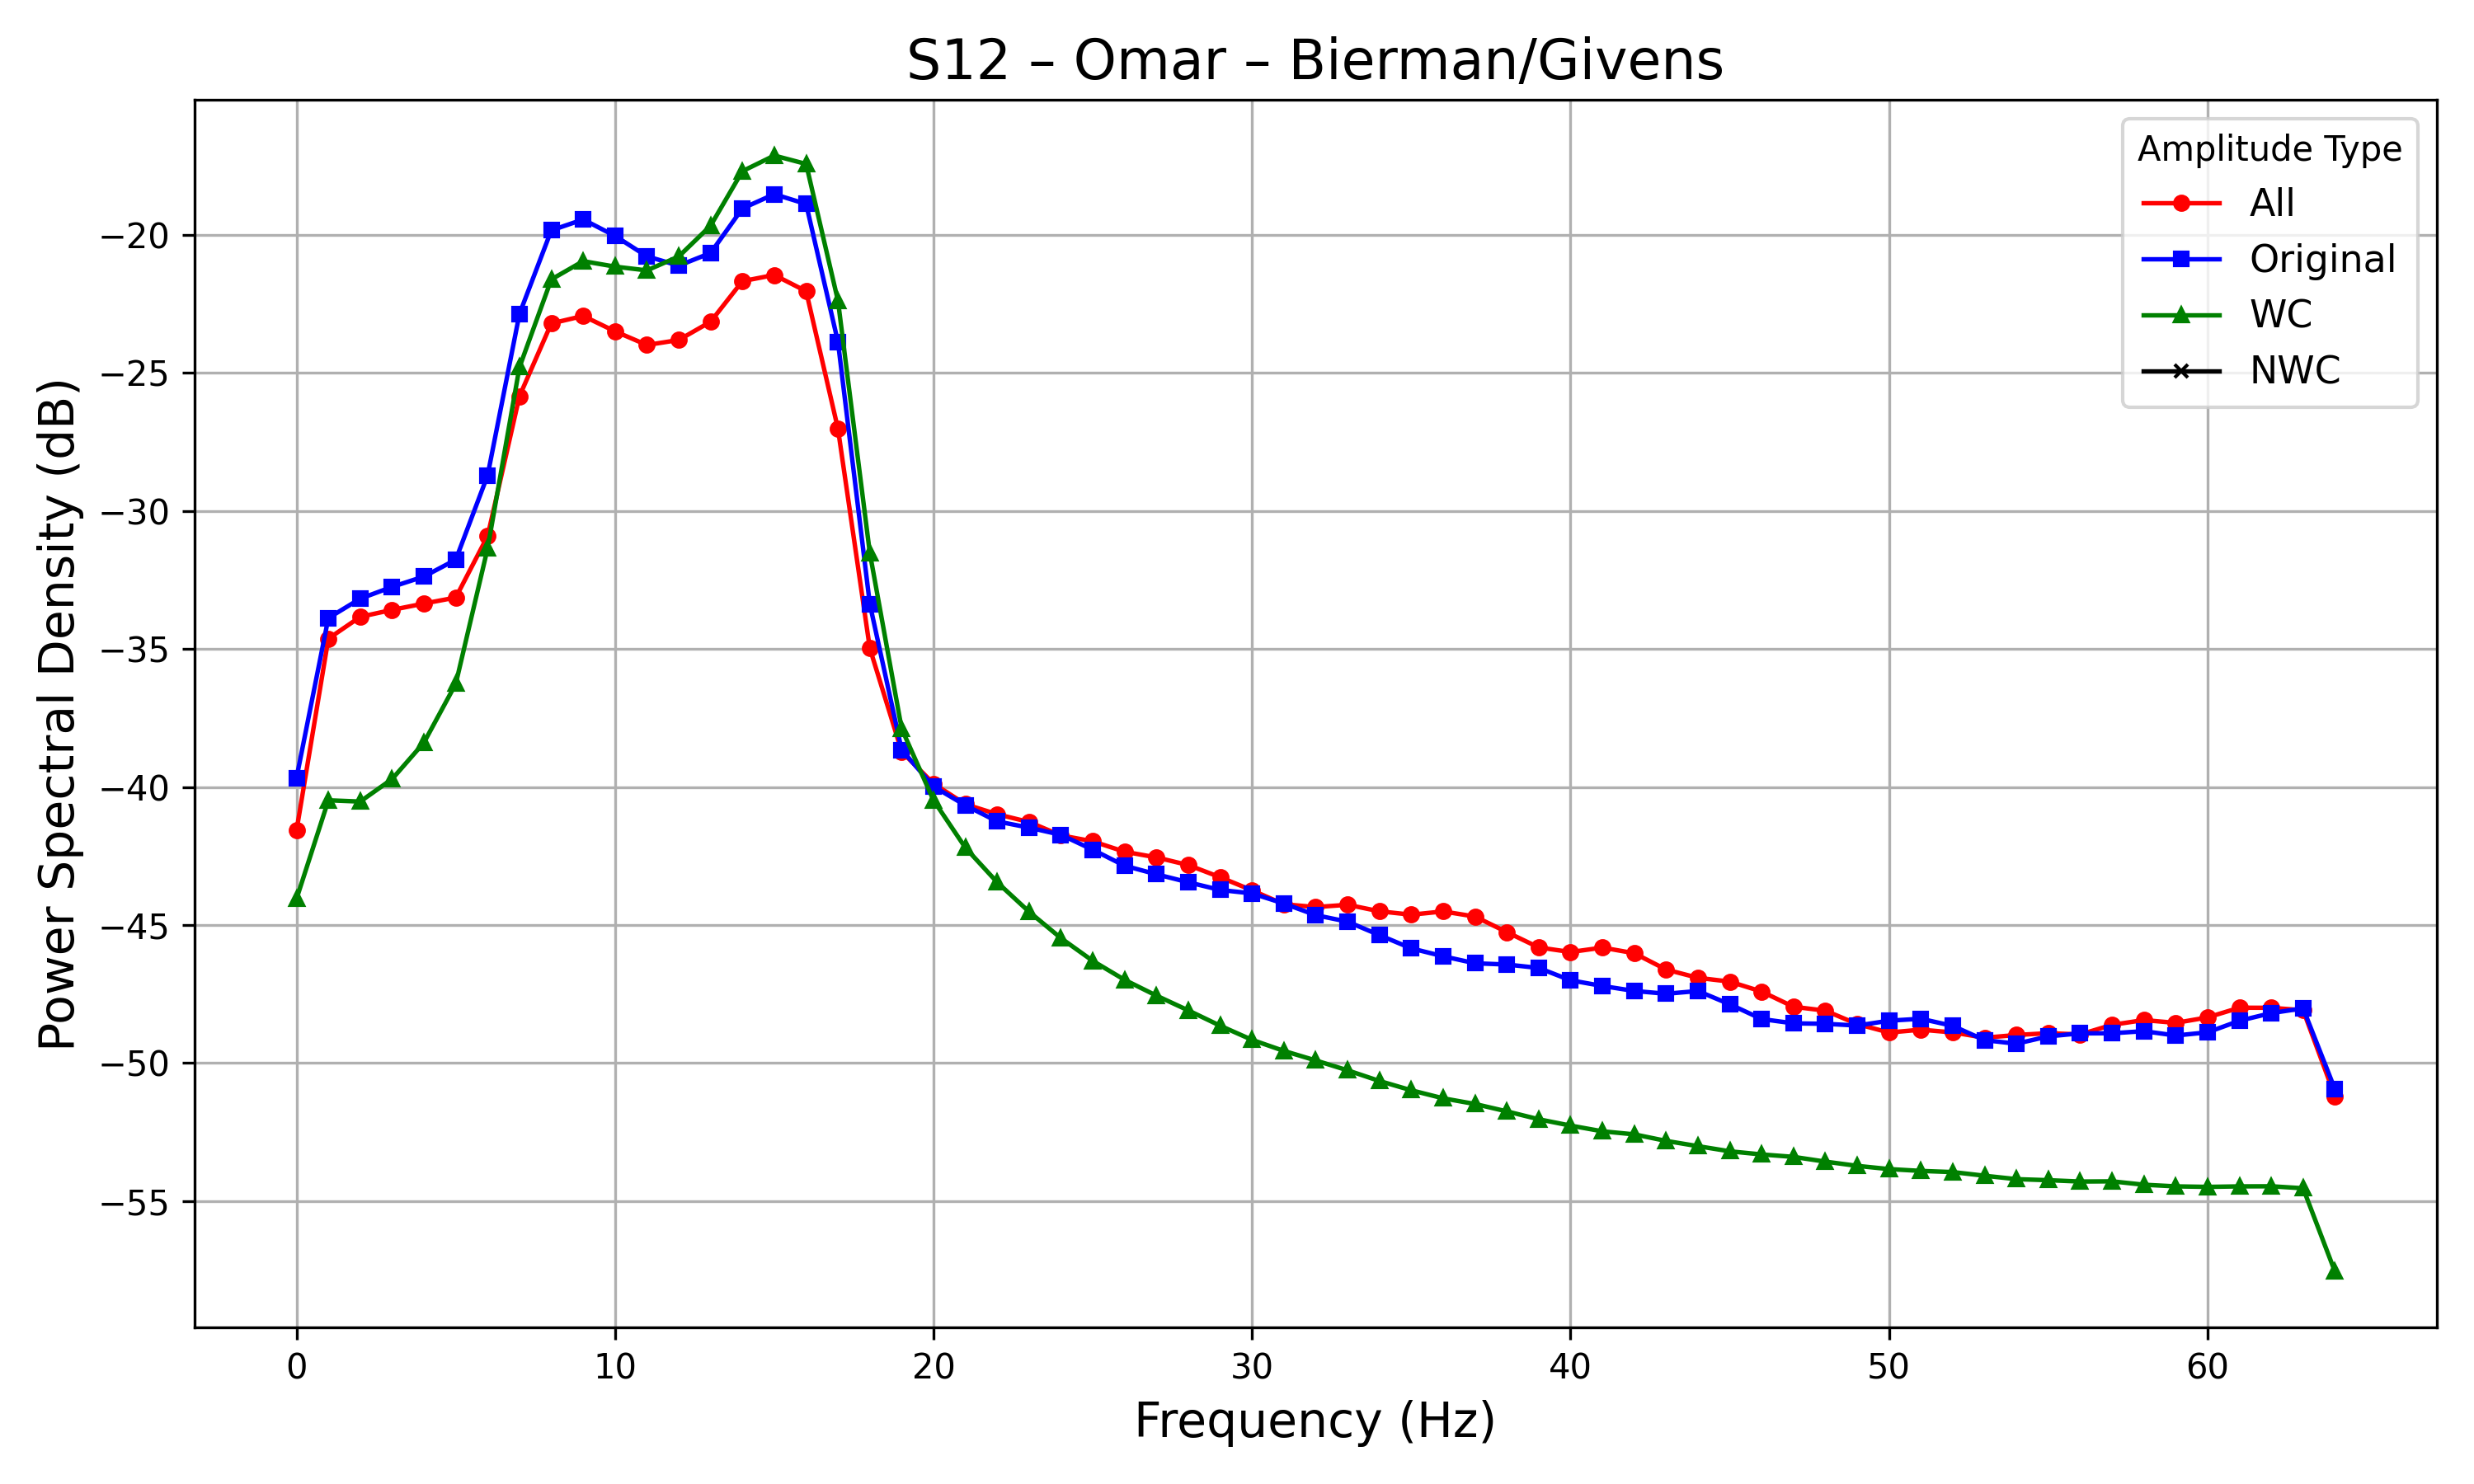 S12 – Omar – Bierman/Givens
Amplitude Type
All
Original
WC
NWC
Power Spectral Density (dB)
−20
−25
−30
−35
−40
−45
−50
−55
0 10 20 30 40 50 60
Frequency (Hz)